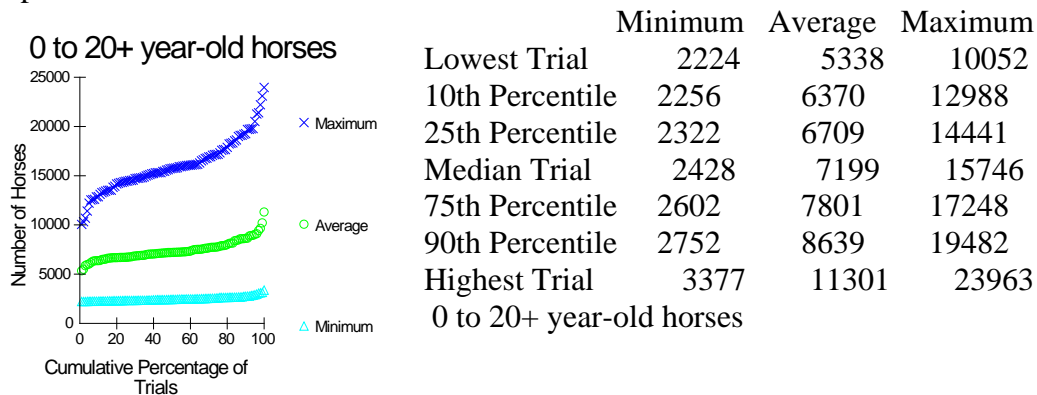 0 to 20+ year-old horses
25000
20000
15000
10000
5000
0
Number of Horses
0 20 40 60 80 100
Cumulative Percentage of
Trials
Maximum
Average
Minimum
Minimum Average Maximum
Lowest Trial 2224 5338 10052
10th Percentile 2256 6370 12988
25th Percentile 2322 6709 14441
Median Trial 2428 7199 15746
75th Percentile 2602 7801 17248
90th Percentile 2752 8639 19482
Highest Trial 3377 11301 23963
0 to 20+ year-old horses